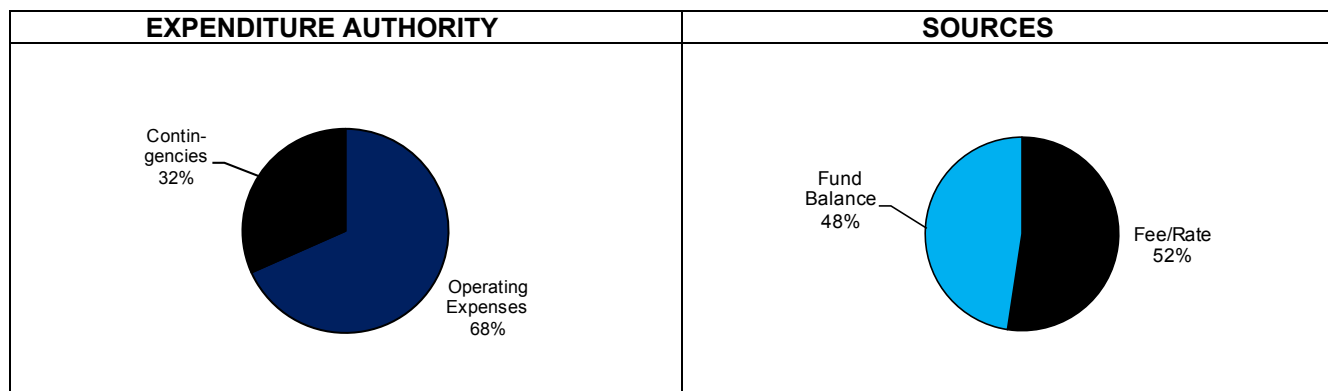 EXPENDITURE AUTHORITY
SOURCES
Contin-
gencies
32%
Operating
Expenses
68%
Fund
Balance
48%
Fee/Rate
52%